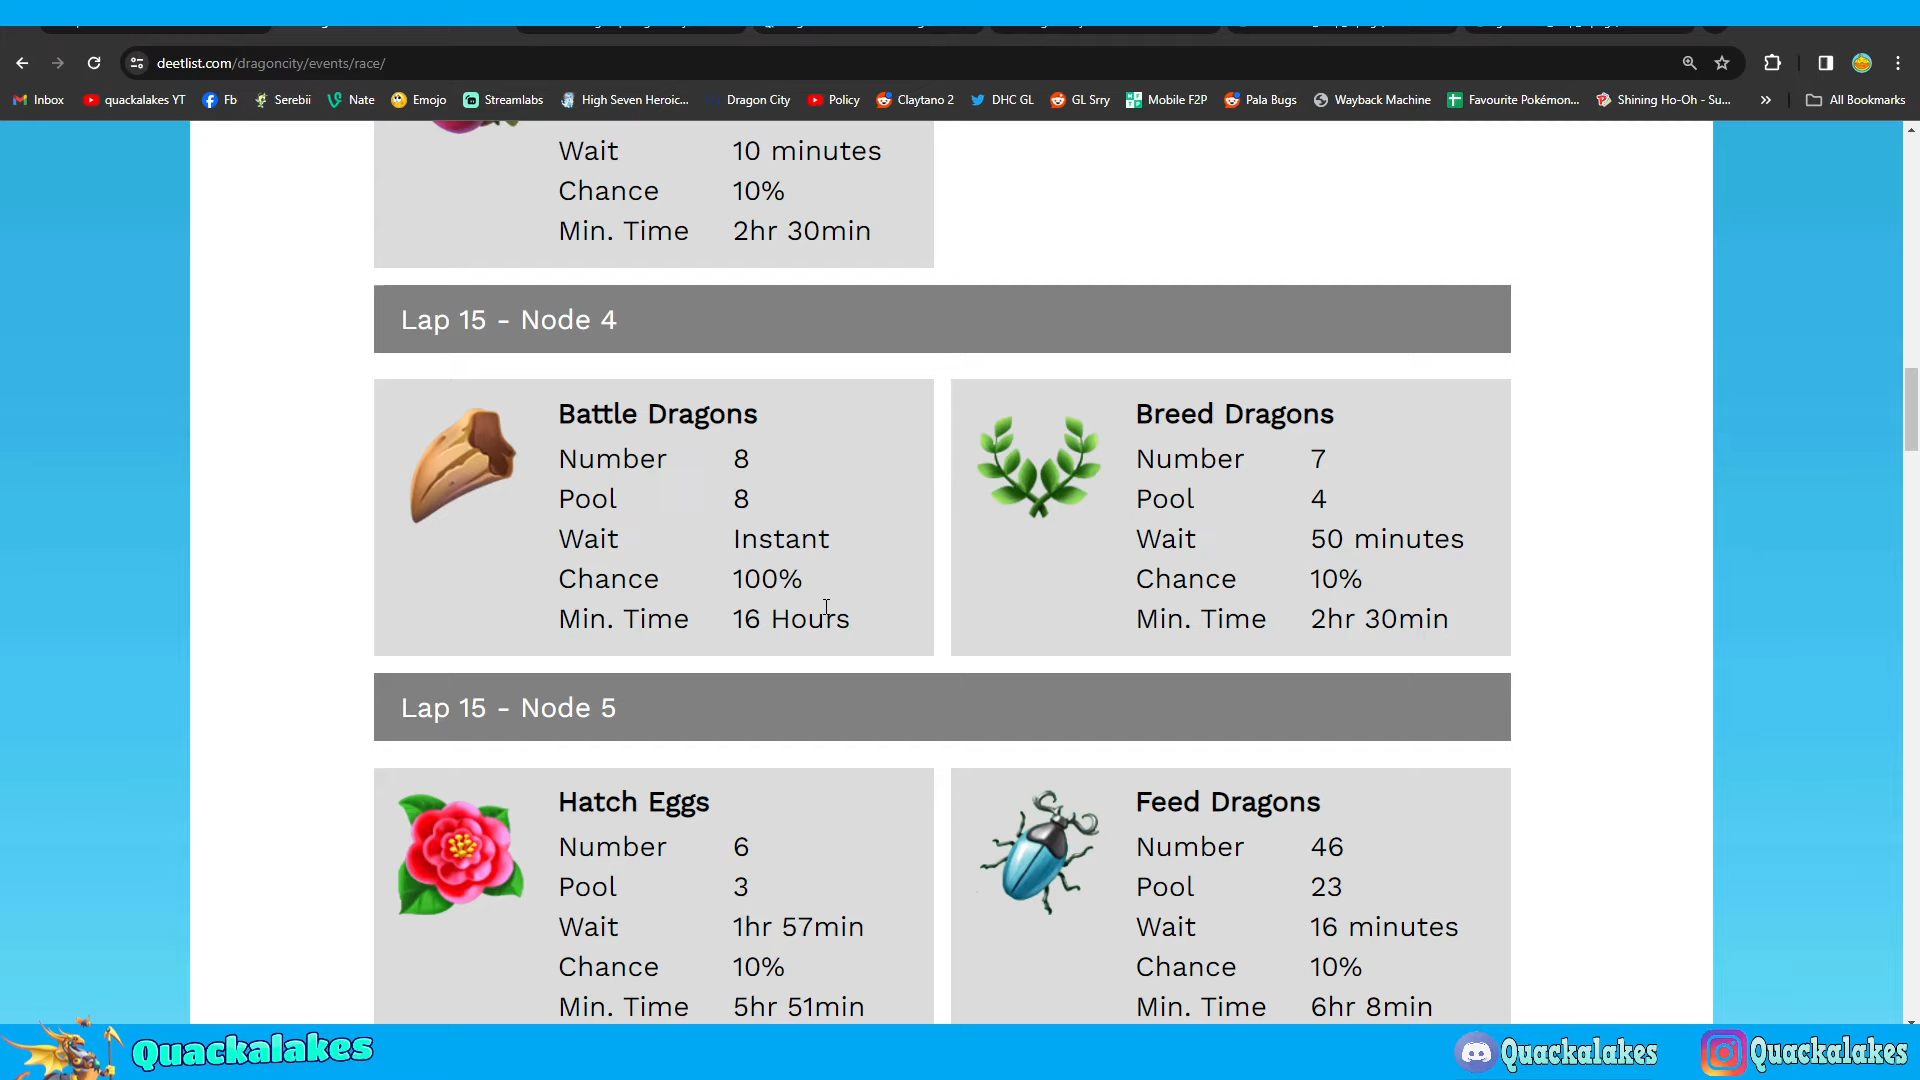 deetlist.com/dragoncity/events/race/
Inbox quackalakes YT Fb Serebii Nate Emojo Streamlabs High Seven Heroic... Dragon City Policy Claytano 2 DHC GL GL Srry Mobile F2P Pala Bugs Wayback Machine Favourite Pokémon... Shining Ho-Oh - Su... » All Bookmarks
Wait 10 minutes
Chance 10%
Min. Time 2hr 30min
Lap 15 - Node 4
Battle Dragons
Number 8
Pool 8
Wait Instant
Chance 100%
Min. Time 16 Hours
Breed Dragons
Number 7
Pool 4
Wait 50 minutes
Chance 10%
Min. Time 2hr 30min
Lap 15 - Node 5
Hatch Eggs
Number 6
Pool 3
Wait 1hr 57min
Chance 10%
Min. Time 5hr 51min
Feed Dragons
Number 46
Pool 23
Wait 16 minutes
Chance 10%
Min. Time 6hr 8min
Quackalakes
Quackalakes
Quackalakes